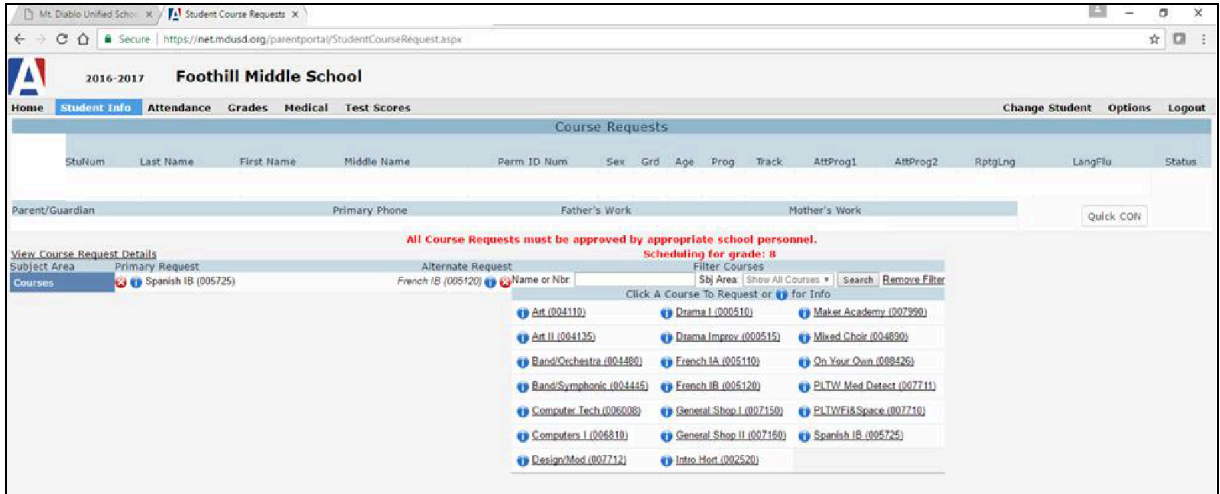 Mt. Diablo Unified Schoo Student Course Requests
Secure https://net.mdusd.org/parentportal/StudentCourseRequest.aspx
2016-2017 Foothill Middle School
Home Student Info Attendance Grades Medical Test Scores Change Student Options Logout
Course Requests
StuNum Last Name First Name Middle Name Perm ID Num Sex Grd Age Prog Track AttProg1 AttProg2 RptgLng LangFlu Status
Parent/Guardian Primary Phone Father's Work Mother's Work Quick CON
All Course Requests must be approved by appropriate school personnel.
View Course Request Details Scheduling for grade: 8
Subject Area Primary Request Alternate Request Filter Courses
Courses Spanish IB (005725) French IB (005120) Name or Nbr: Sbj Area: Show All Courses Search Remove Filter
Click A Course To Request or for Info
Art (004110) Drama I (000510) Maker Academy (007990)
Art II (004135) Drama Improv (000515) Mixed Choir (004890)
Band/Orchestra (004480) French IA (005110) On Your Own (008426)
Band/Symphonic (004445) French IB (005120) PLTW Med Detect (007711)
Computer Tech (006008) General Shop I (007150) PLTWFl&Space (007710)
Computers I (006810) General Shop II (007160) Spanish IB (005725)
Design/Mod (007712) Intro Hort (002520)